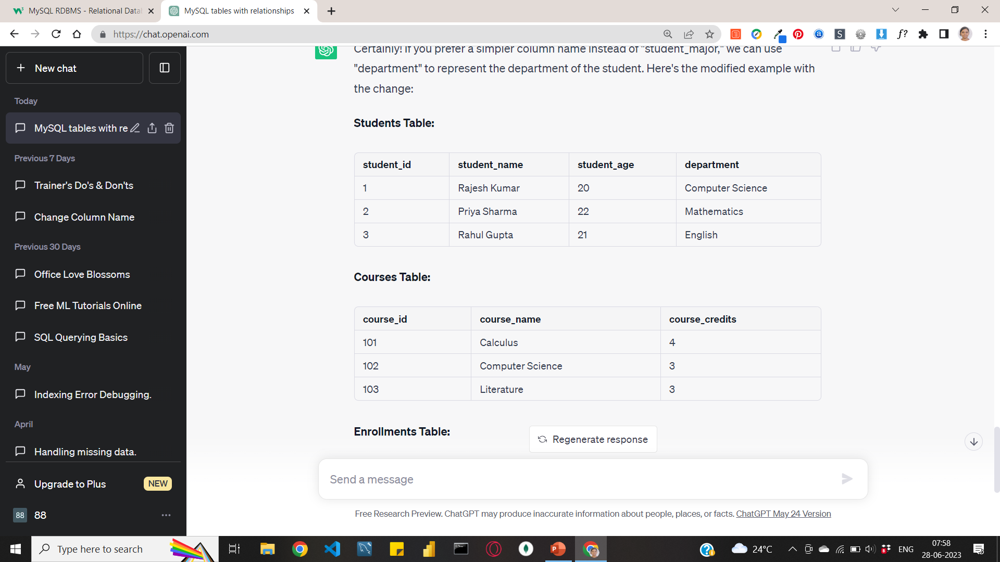 MySQL RDBMS - Relational Datab
MySQL tables with relationships
https://chat.openai.com
New chat
Today
MySQL tables with re
Previous 7 Days
Trainer's Do's & Don'ts
Change Column Name
Previous 30 Days
Office Love Blossoms
Free ML Tutorials Online
SQL Querying Basics
May
Indexing Error Debugging.
April
Handling missing data.
Upgrade to Plus NEW
88 88
Certainly! If you prefer a simpler column name instead of "student_major," we can use
"department" to represent the department of the student. Here's the modified example with
the change:
Students Table:
student_id student_name student_age department
1 Rajesh Kumar 20 Computer Science
2 Priya Sharma 22 Mathematics
3 Rahul Gupta 21 English
Courses Table:
course_id course_name course_credits
101 Calculus 4
102 Computer Science 3
103 Literature 3
Enrollments Table:
Regenerate response
Send a message
Free Research Preview. ChatGPT may produce inaccurate information about people, places, or facts. ChatGPT May 24 Version
Type here to search
24°C
ENG
07:58
28-06-2023